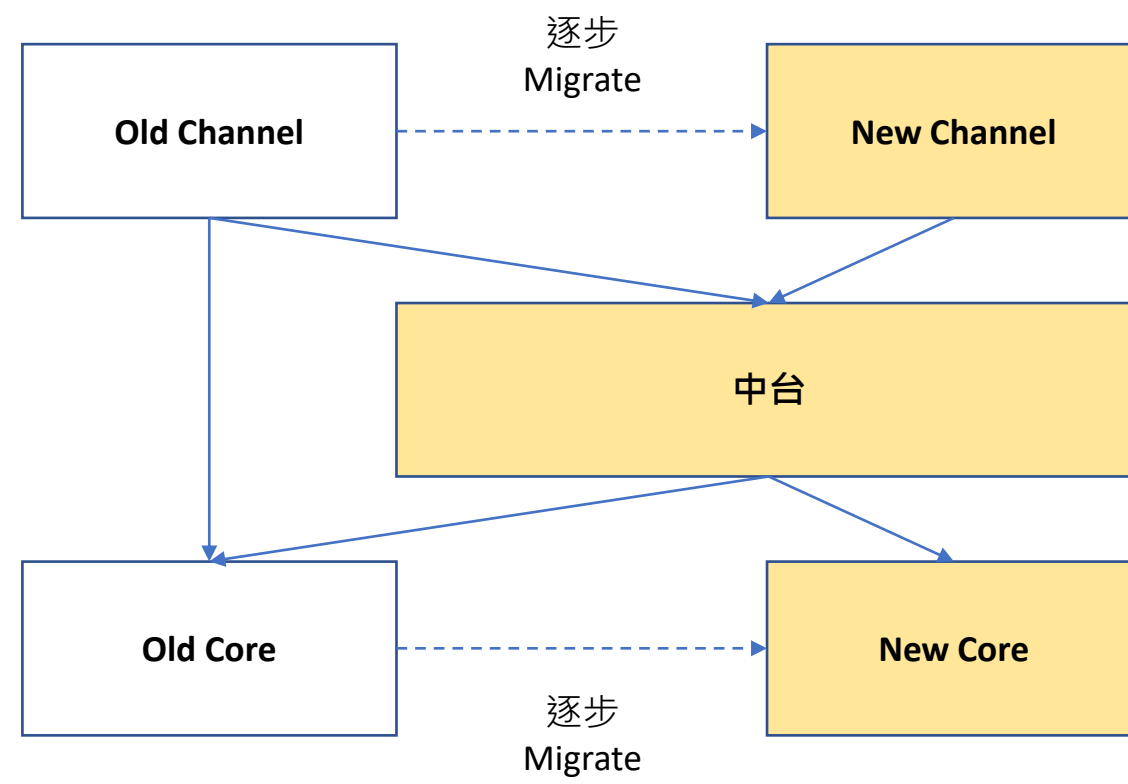 逐步
Migrate
Old Channel
New Channel
中台
Old Core
New Core
逐步
Migrate